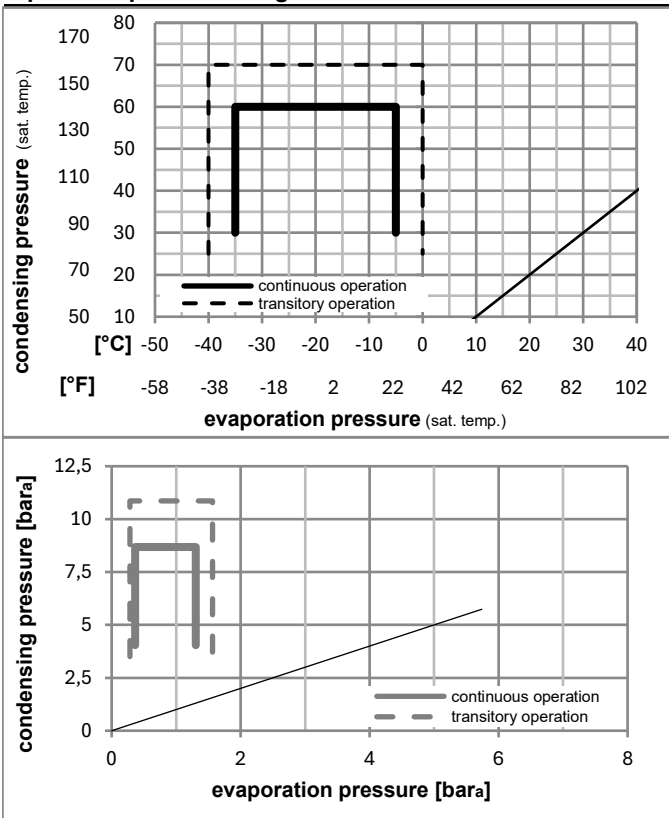 80
170 70
150 60
130 50
110 40
90 30
70 20
50 10
condensing pressure (sat. temp.)
continuous operation
transitory operation
[°C] -50 -40 -30 -20 -10 0 10 20 30 40
[°F] -58 -38 -18 2 22 42 62 82 102
evaporation pressure (sat. temp.)
12,5
10
7,5
5
2,5
0
condensing pressure [bara]
continuous operation
transitory operation
0 2 4 6 8
evaporation pressure [bara]